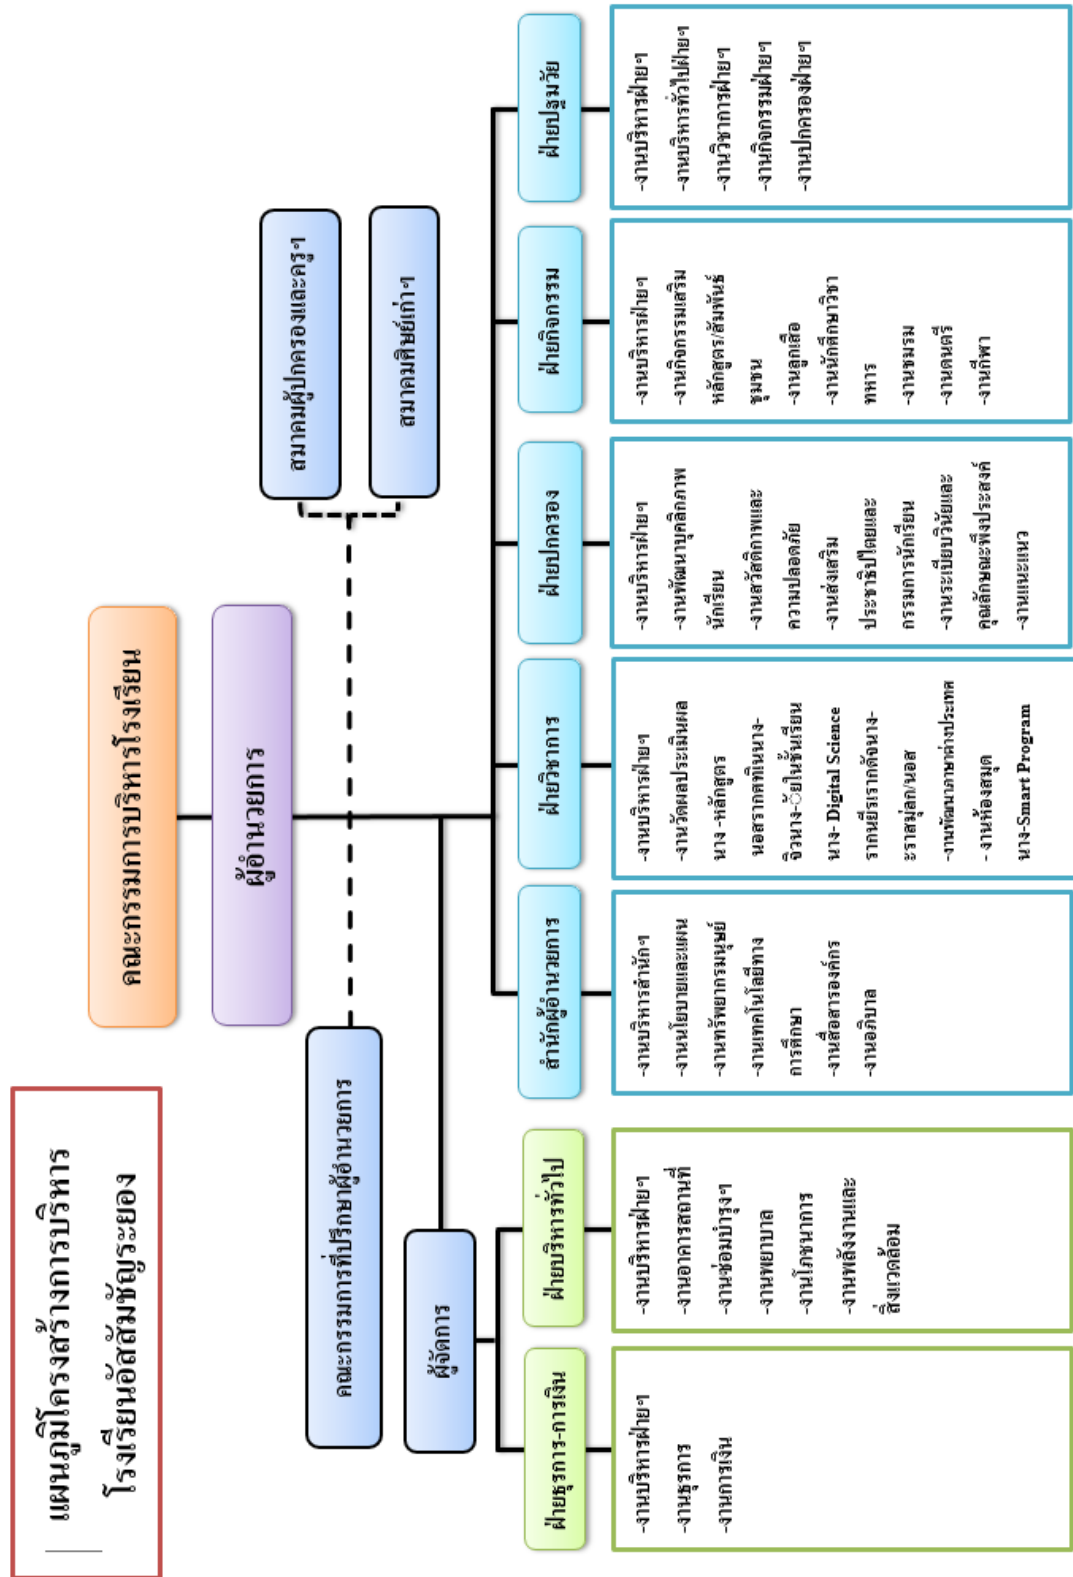 แผนภูมิโครงสร้างการบริหาร
โรงเรียนอัสสัมชัญระยอง
คณะกรรมการบริหารโรงเรียน
ผู้อำนวยการ
คณะกรรมการที่ปรึกษาผู้อำนวยการ
สมาคมผู้ปกครองและครูฯ
สมาคมศิษย์เก่าฯ
ผู้จัดการ
ฝ่ายธุรการ-การเงิน
-งานบริหารฝ่ายฯ
-งานธุรการ
-งานการเงิน
ฝ่ายบริหารทั่วไป
-งานบริหารฝ่ายฯ
-งานอาคารสถานที่
-งานซ่อมบำรุงฯ
-งานพยาบาล
-งานโภชนาการ
-งานพลังงานและ
สิ่งแวดล้อม
สำนักผู้อำนวยการ
-งานบริหารสำนักฯ
-งานนโยบายและแผน
-งานทรัพยากรมนุษย์
-งานเทคโนโลยีทาง
การศึกษา
-งานสื่อสารองค์กร
-งานอภิบาล
ฝ่ายวิชาการ
-งานบริหารฝ่ายฯ
-งานวัดผลประเมินผล
นาง -หลักสูตร
นอสรากศทิเนนาง-
จิวนาง-ัยในชั้นเรียน
นาง- Digital Science
รากนยีรเรากดัจนาง-
ะราสมุ่ลก/นอส
-งานพัฒนาภาษาต่างประเทศ
- งานห้องสมุด
นาง-Smart Program
ฝ่ายปกครอง
-งานบริหารฝ่ายฯ
-งานพัฒนาบุคลิกภาพ
นักเรียน
-งานสวัสดิภาพและ
ความปลอดภัย
-งานส่งเสริม
ประชาธิปไตยและ
กรรมการนักเรียน
-งานระเบียบวินัยและ
คุณลักษณะพึงประสงค์
-งานแนะแนว
ฝ่ายกิจกรรม
-งานบริหารฝ่ายฯ
-งานกิจกรรมเสริม
หลักสูตร/สัมพันธ์
ชุมชน
-งานลูกเสือ
-งานนักศึกษาวิชา
ทหาร
-งานชมรม
-งานดนตรี
-งานกีฬา
ฝ่ายปฐมวัย
-งานบริหารฝ่ายฯ
-งานบริหารทั่วไปฝ่ายฯ
-งานวิชาการฝ่ายฯ
-งานกิจกรรมฝ่ายฯ
-งานปกครองฝ่ายฯ